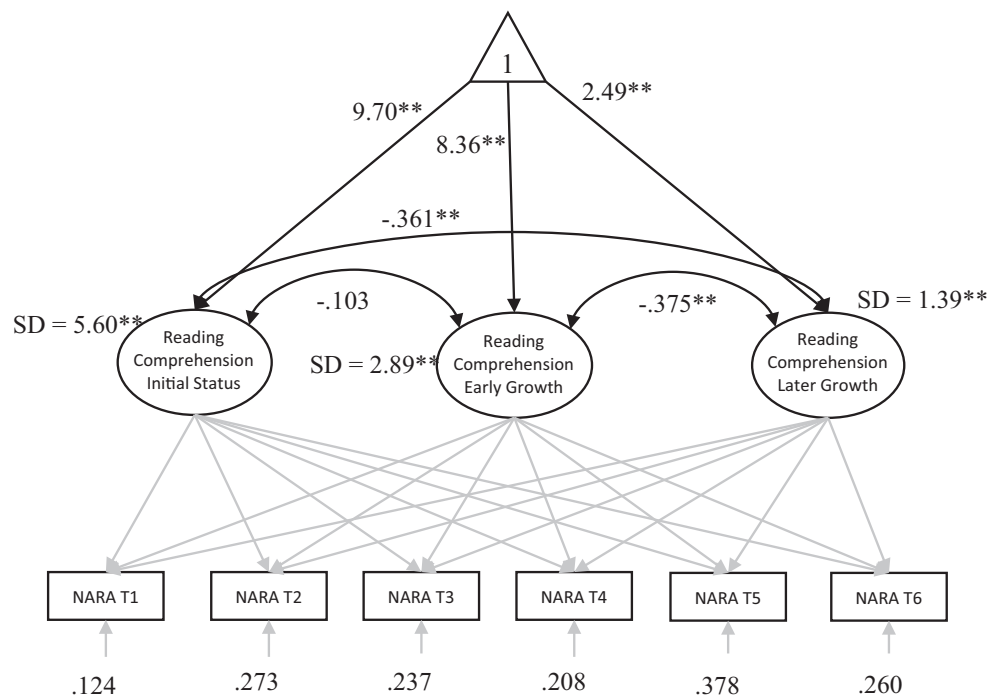 1
9.70**
2.49**
8.36**
-.361**
-.103
-.375**
SD = 5.60**
SD = 2.89**
SD = 1.39**
Reading
Comprehension
Initial Status
Reading
Comprehension
Early Growth
Reading
Comprehension
Later Growth
NARA T1
NARA T2
NARA T3
NARA T4
NARA T5
NARA T6
.124
.273
.237
.208
.378
.260